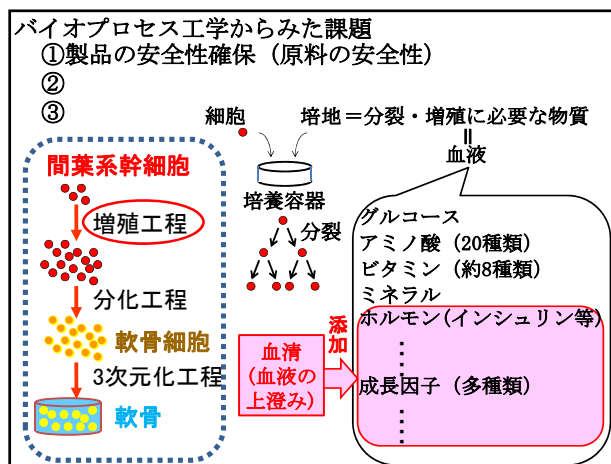 バイオプロセス工学からみた課題
①製品の安全性確保（原料の安全性）
②
③
細胞
培地＝分裂・増殖に必要な物質
＝
血液
培養容器
分裂
間葉系幹細胞
増殖工程
分化工程
軟骨細胞
3次元化工程
軟骨
血清
(血液の
上澄み)
添加
グルコース
アミノ酸（20種類）
ビタミン（約8種類）
ミネラル
ホルモン(インシュリン等)
⋮
成長因子（多種類）
⋮